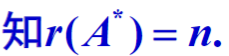 知r(A*) = n.